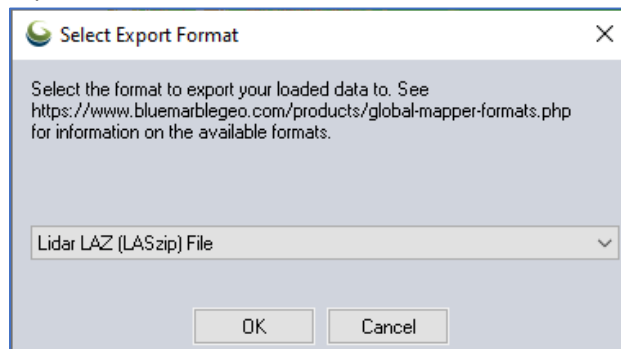 Select Export Format
Select the format to export your loaded data to. See
https://www.bluemarblegeo.com/products/global-mapper-formats.php
for information on the available formats.
Lidar LAZ (LASzip) File
OK Cancel